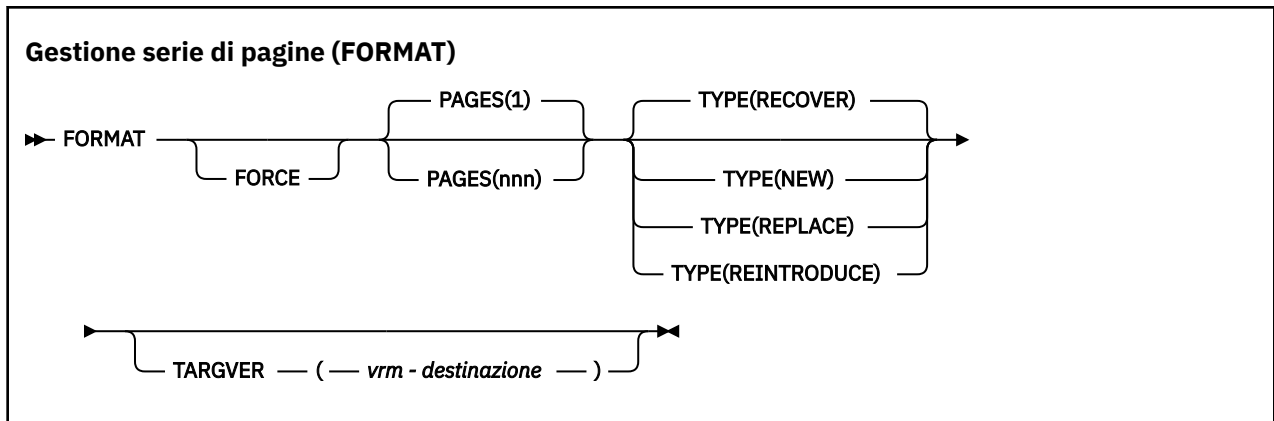 Gestione serie di pagine (FORMAT)
PAGES(1) TYPE(RECOVER)
FORMAT
FORCE PAGES(nnn) TYPE(NEW)
TYPE(REPLACE)
TYPE(REINTRODUCE)
TARGVER ( vrm - destinazione )